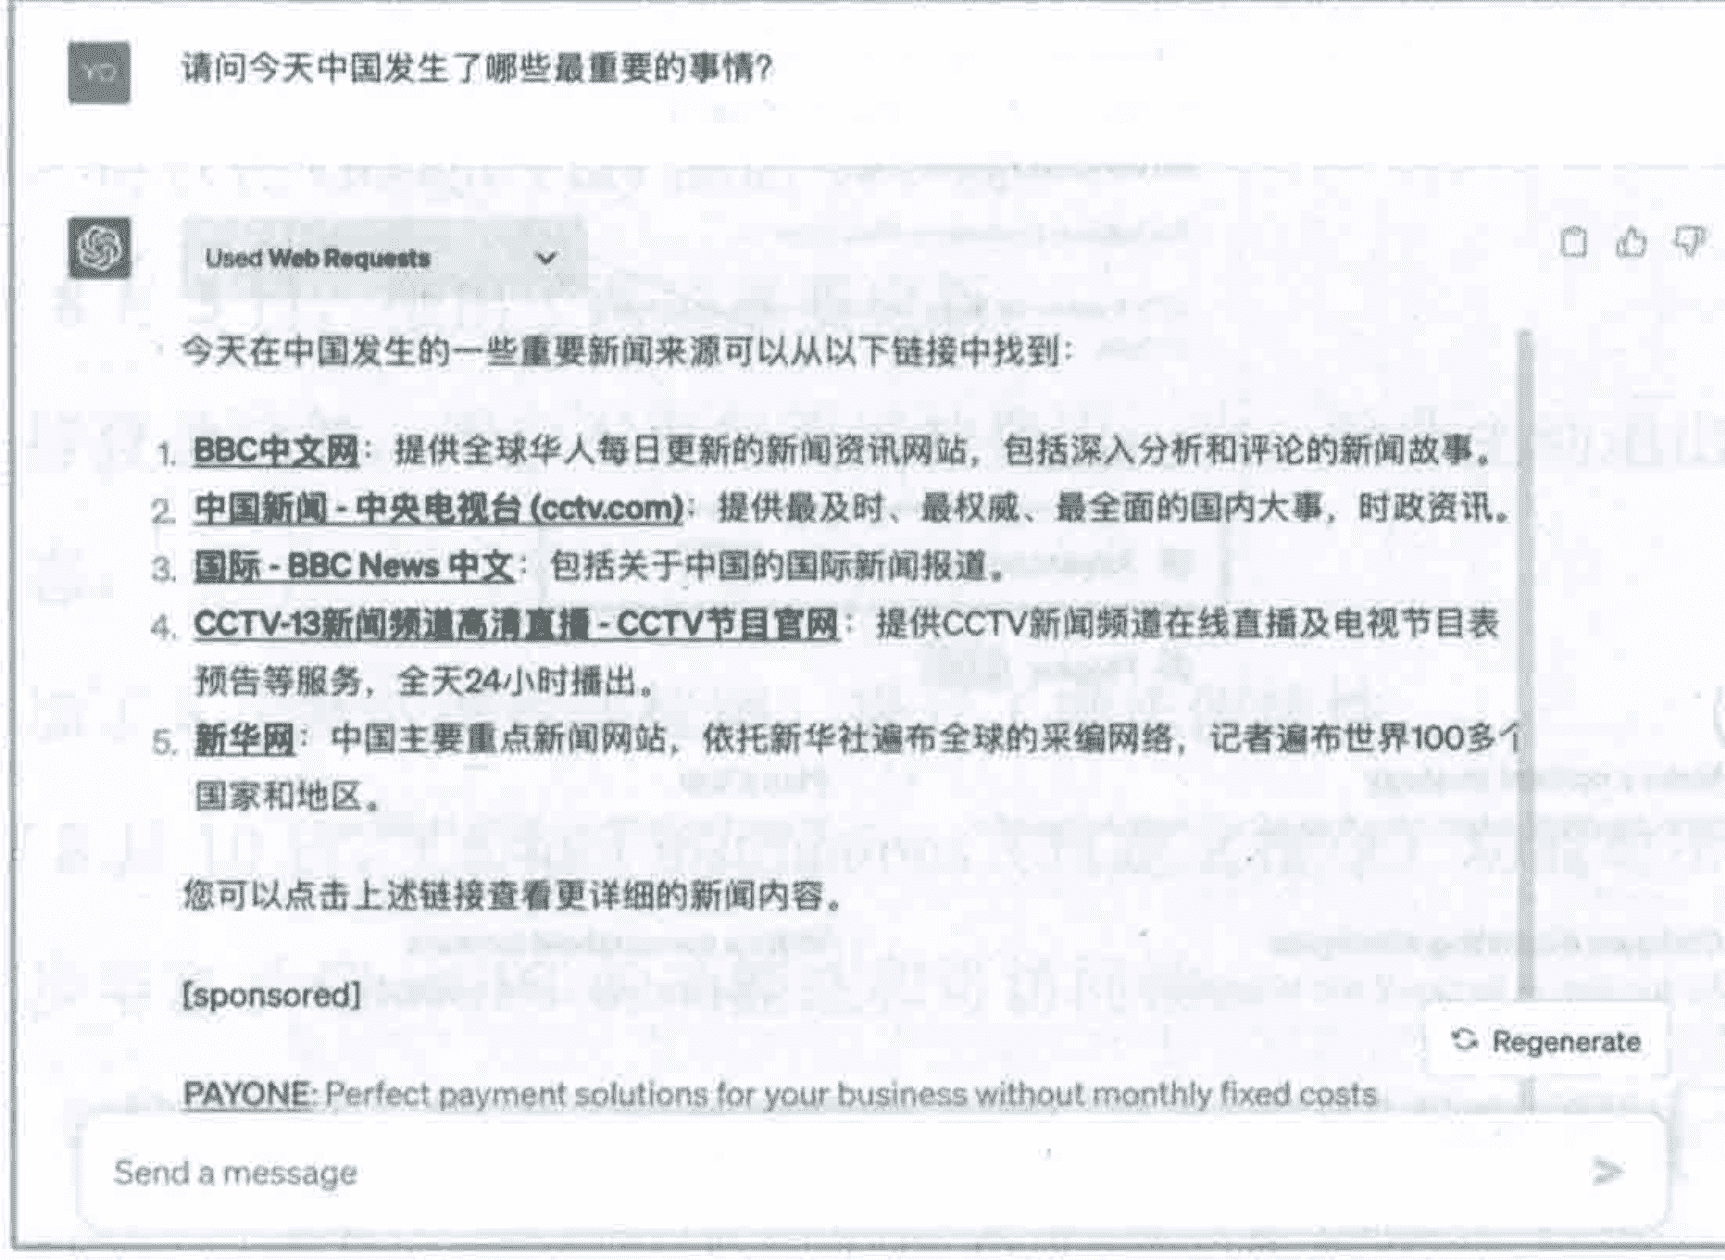 YO
请问今天中国发生了哪些最重要的事情?
Used Web Requests
今天在中国发生的一些重要新闻来源可以从以下链接中找到:
1. BBC中文网: 提供全球华人每日更新的新闻资讯网站, 包括深入分析和评论的新闻故事。
2. 中国新闻 - 中央电视台 (cctv.com): 提供最及时、最权威、最全面的国内大事, 时政资讯。
3. 国际 - BBC News 中文: 包括关于中国的国际新闻报道。
4. CCTV-13新闻频道高清直播 - CCTV节目官网: 提供CCTV新闻频道在线直播及电视节目表
预告等服务, 全天24小时播出。
5. 新华网: 中国主要重点新闻网站, 依托新华社遍布全球的采编网络, 记者遍布世界100多个
国家和地区。
您可以点击上述链接查看更详细的新闻内容。
[sponsored]
Regenerate
PAYONE: Perfect payment solutions for your business without monthly fixed costs
Send a message